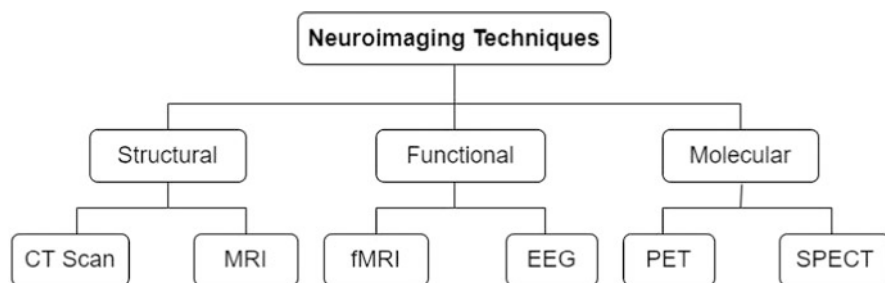 Neuroimaging Techniques
Structural
Functional
Molecular
CT Scan
MRI
fMRI
EEG
PET
SPECT